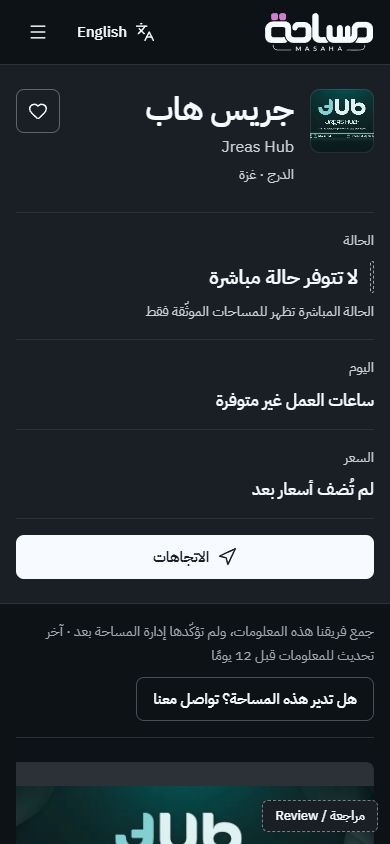 مساحة
MASAHA
English
جريس هاب
Jreas Hub
الدرج · غزة
الحالة
لا تتوفر حالة مباشرة
الحالة المباشرة تظهر للمساحات الموثّقة فقط
اليوم
ساعات العمل غير متوفرة
السعر
لم تُضف أسعار بعد
الاتجاهات
جمع فريقنا هذه المعلومات، ولم تؤكّدها إدارة المساحة بعد · آخر
تحديث للمعلومات قبل 12 يومًا
هل تدير هذه المساحة؟ تواصل معنا
مراجعة / Review